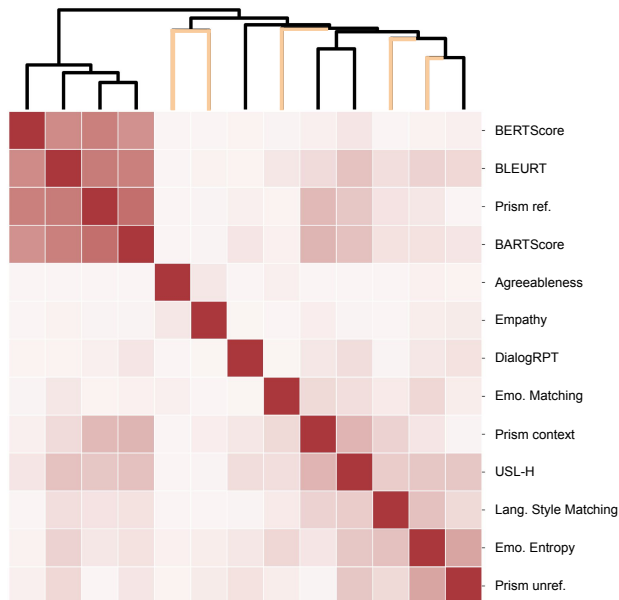 BERTScore
BLEURT
Prism ref.
BARTScore
Agreeableness
Empathy
DialogRPT
Emo. Matching
Prism context
USL-H
Lang. Style Matching
Emo. Entropy
Prism unref.